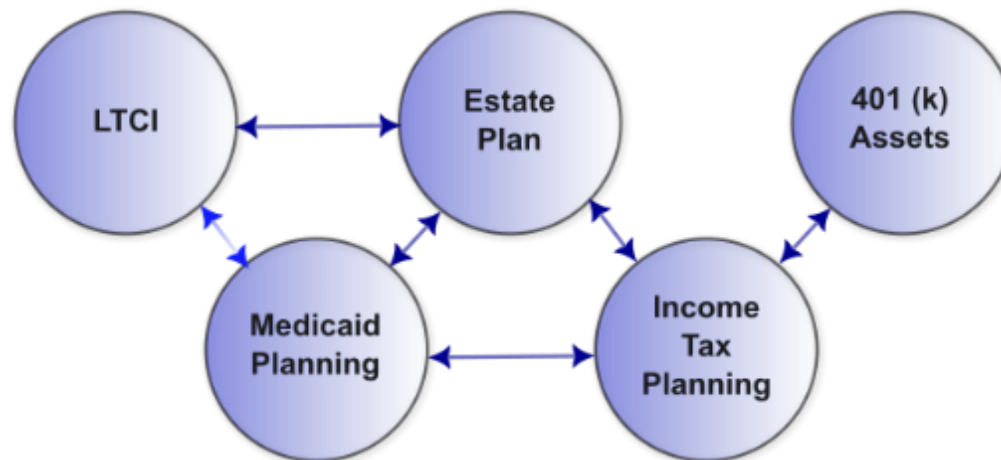 LTCI
Estate
Plan
401 (k)
Assets
Medicaid
Planning
Income
Tax
Planning